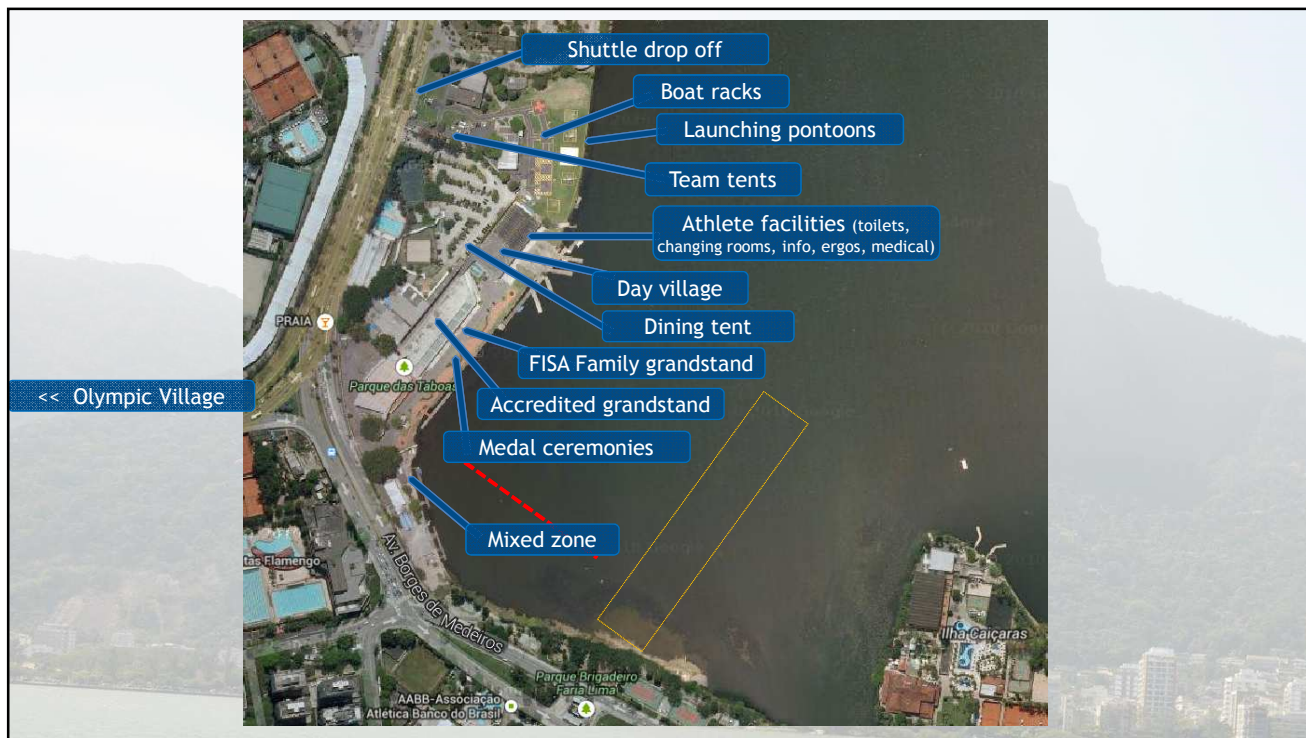 Shuttle drop off
Boat racks
Launching pontoons
Team tents
Athlete facilities (toilets,
changing rooms, info, ergos, medical)
Day village
Dining tent
PRAIA
FISA Family grandstand
Parque das Taboas
<< Olympic Village
Accredited grandstand
Medal ceremonies
Mixed zone
tas Flamengo
Av. Borges de Medeiros
Ilha Caiçaras
Parque Brigadeiro
Faria Lima
AABB-Associação
Atlética Banco do Brasil